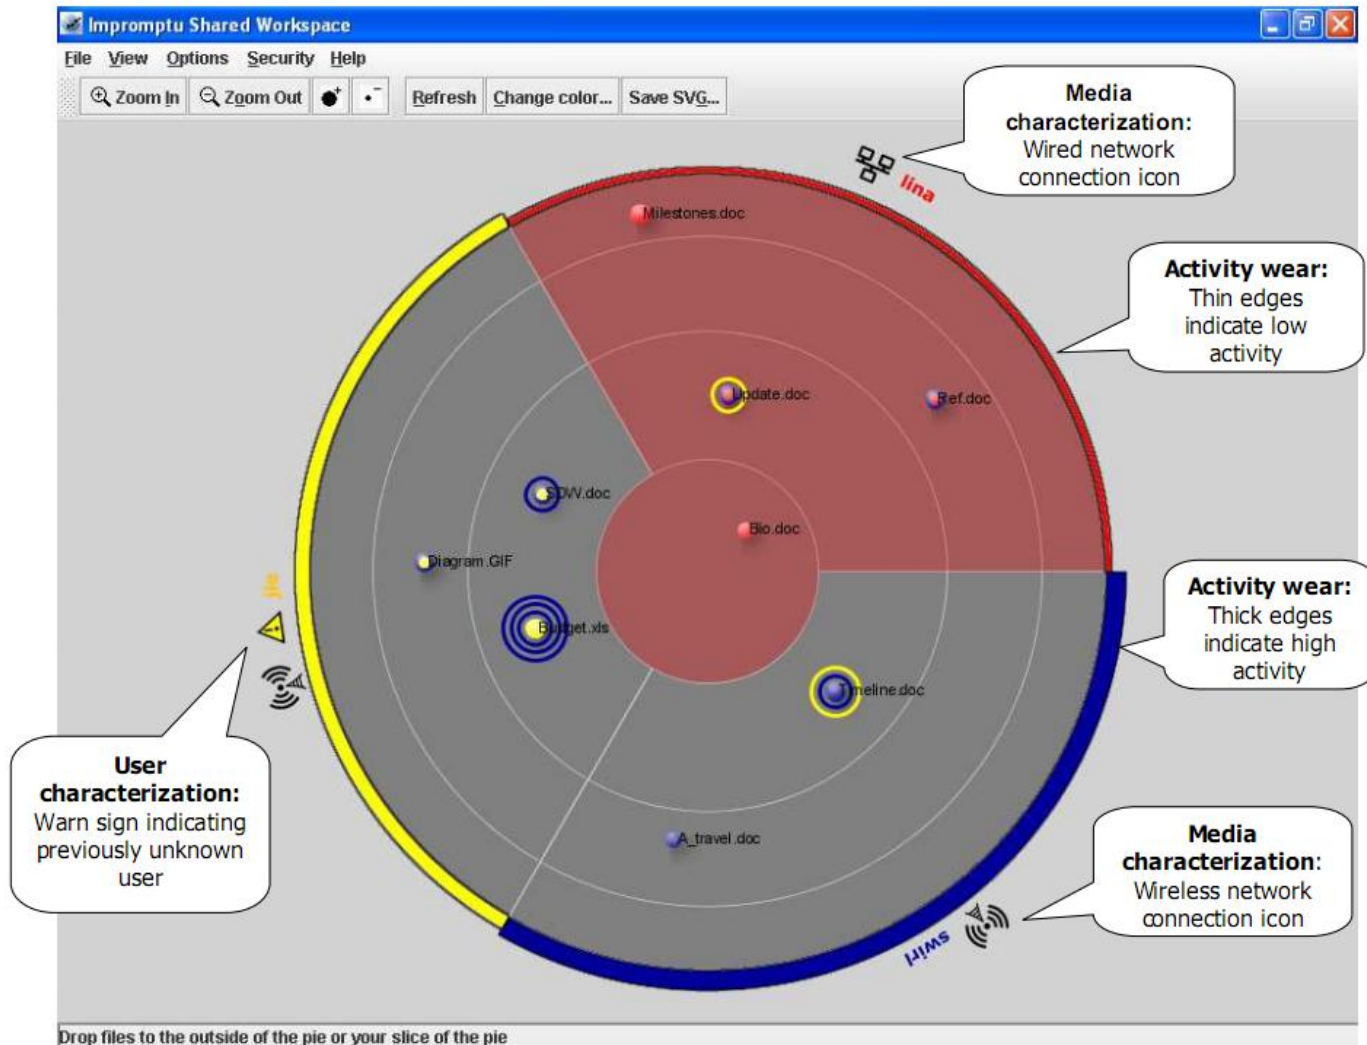 Impromptu Shared Workspace
File View Options Security Help
Zoom In Zoom Out Refresh Change color... Save SVG...
Media
characterization:
Wired network
connection icon
lina
Milestones.doc
Activity wear:
Thin edges
indicate low
activity
Update.doc
Ref.doc
SOW.doc
Bio.doc
Diagram.GIF
jie
Activity wear:
Thick edges
indicate high
activity
Budget.xls
Timeline.doc
User
characterization:
Warn sign indicating
previously unknown
user
A_travel.doc
Media
characterization:
Wireless network
connection icon
swirl
Drop files to the outside of the pie or your slice of the pie